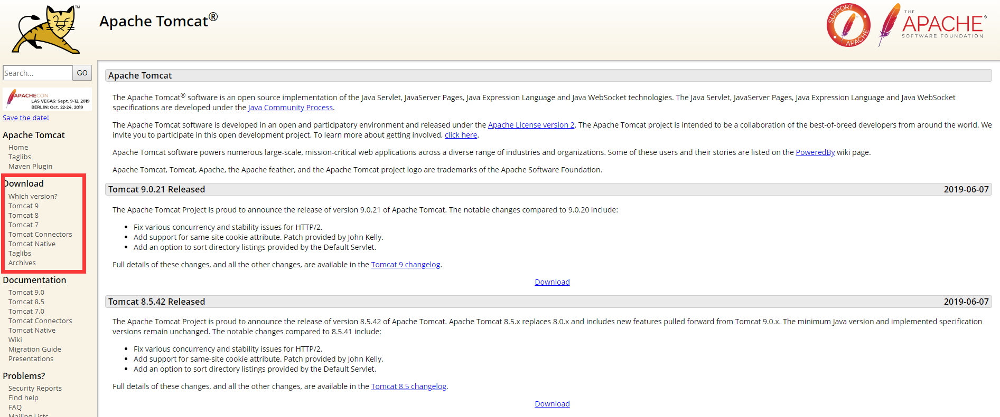 TM
Apache Tomcat®
SUPPORT
APACHE
THE
APACHE®
SOFTWARE FOUNDATION
Search...
GO
APACHECON
LAS VEGAS: Sept. 9-12, 2019
BERLIN: Oct. 22-24, 2019
Save the date!
Apache Tomcat
Home
Taglibs
Maven Plugin
Download
Which version?
Tomcat 9
Tomcat 8
Tomcat 7
Tomcat Connectors
Tomcat Native
Taglibs
Archives
Documentation
Tomcat 9.0
Tomcat 8.5
Tomcat 7.0
Tomcat Connectors
Tomcat Native
Wiki
Migration Guide
Presentations
Problems?
Security Reports
Find help
FAQ
Mailing Lists
Apache Tomcat
The Apache Tomcat® software is an open source implementation of the Java Servlet, JavaServer Pages, Java Expression Language and Java WebSocket technologies. The Java Servlet, JavaServer Pages, Java Expression Language and Java WebSocket
specifications are developed under the Java Community Process.
The Apache Tomcat software is developed in an open and participatory environment and released under the Apache License version 2. The Apache Tomcat project is intended to be a collaboration of the best-of-breed developers from around the world. We
invite you to participate in this open development project. To learn more about getting involved, click here.
Apache Tomcat software powers numerous large-scale, mission-critical web applications across a diverse range of industries and organizations. Some of these users and their stories are listed on the PoweredBy wiki page.
Apache Tomcat, Tomcat, Apache, the Apache feather, and the Apache Tomcat project logo are trademarks of the Apache Software Foundation.
Tomcat 9.0.21 Released 2019-06-07
The Apache Tomcat Project is proud to announce the release of version 9.0.21 of Apache Tomcat. The notable changes compared to 9.0.20 include:
• Fix various concurrency and stability issues for HTTP/2.
• Add support for same-site cookie attribute. Patch provided by John Kelly.
• Add an option to sort directory listings provided by the Default Servlet.
Full details of these changes, and all the other changes, are available in the Tomcat 9 changelog.
Download
Tomcat 8.5.42 Released 2019-06-07
The Apache Tomcat Project is proud to announce the release of version 8.5.42 of Apache Tomcat. Apache Tomcat 8.5.x replaces 8.0.x and includes new features pulled forward from Tomcat 9.0.x. The minimum Java version and implemented specification
versions remain unchanged. The notable changes compared to 8.5.41 include:
• Fix various concurrency and stability issues for HTTP/2.
• Add support for same-site cookie attribute. Patch provided by John Kelly.
• Add an option to sort directory listings provided by the Default Servlet.
Full details of these changes, and all the other changes, are available in the Tomcat 8.5 changelog.
Download